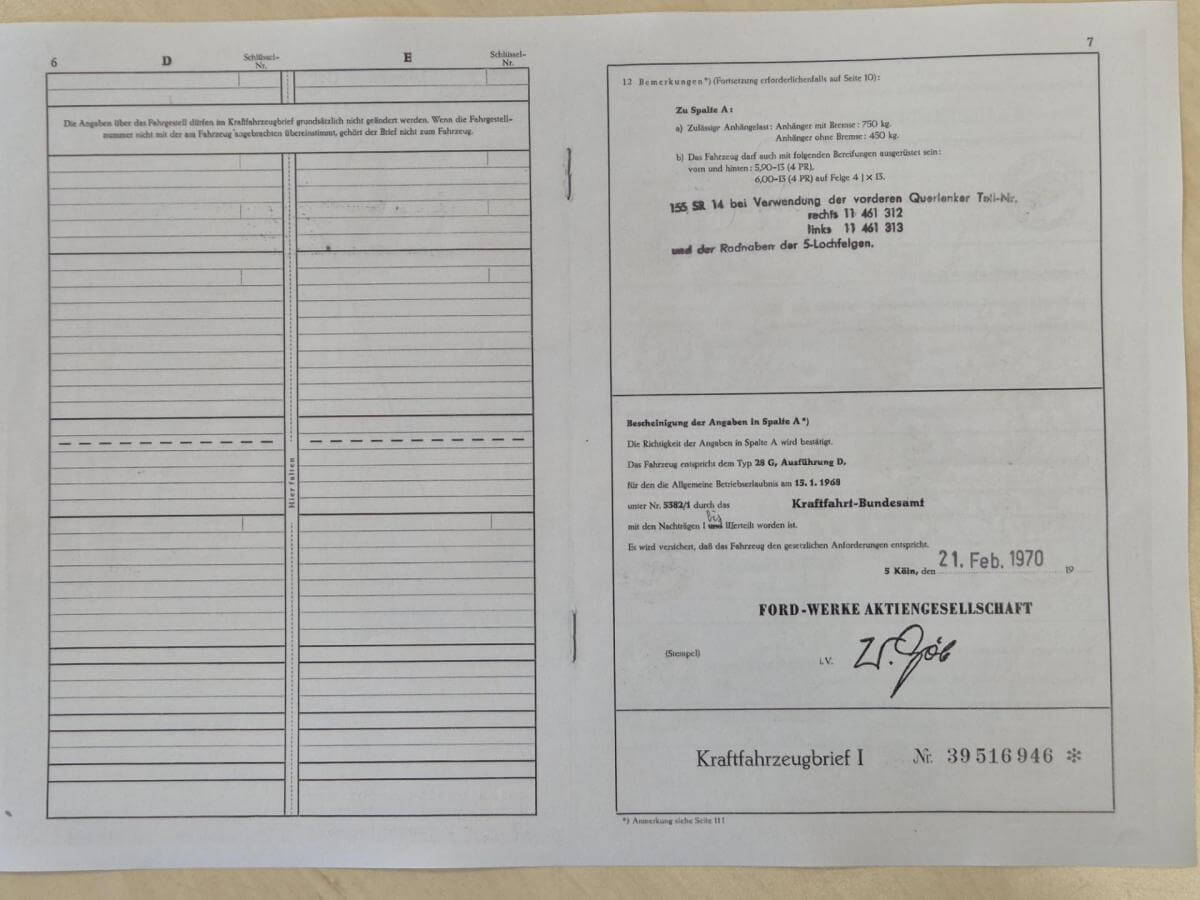 6
D
Schlüssel-
Nr.
E
Schlüssel-
Nr.
Die Angaben über das Fahrgestell dürfen im Kraftfahrzeugbrief grundsätzlich nicht geändert werden. Wenn die Fahrgestell-
nummer nicht mit der am Fahrzeug angebrachten übereinstimmt, gehört der Brief nicht zum Fahrzeug.
Hier falten
7
12 Bemerkungen*) (Fortsetzung erforderlichenfalls auf Seite 10):
Zu Spalte A:
a) Zulässige Anhängelast: Anhänger mit Bremse: 750 kg.
Anhänger ohne Bremse: 450 kg.
b) Das Fahrzeug darf auch mit folgenden Bereifungen ausgerüstet sein:
vorn und hinten: 5,90-13 (4 PR),
6,00-13 (4 PR) auf Felge 4 J × 13.
155 SR 14 bei Verwendung der vorderen Querlenker Teil-Nr.
rechts 11 461 312
links 11 461 313
und der Radnaben der 5-Lochfelgen.
Bescheinigung der Angaben in Spalte A*)
Die Richtigkeit der Angaben in Spalte A wird bestätigt.
Das Fahrzeug entspricht dem Typ 28 G, Ausführung D,
für den die Allgemeine Betriebserlaubnis am 15. 1. 1968
unter Nr. 5382/1 durch das Kraftfahrt-Bundesamt
bis
mit den Nachträgen I und III erteilt worden ist.
Es wird versichert, daß das Fahrzeug den gesetzlichen Anforderungen entspricht.
5 Köln, den 21. Feb. 1970 19
FORD-WERKE AKTIENGESELLSCHAFT
(Stempel)
i.V.
Kraftfahrzeugbrief I Nr. 39516946 *
*) Anmerkung siehe Seite 11!